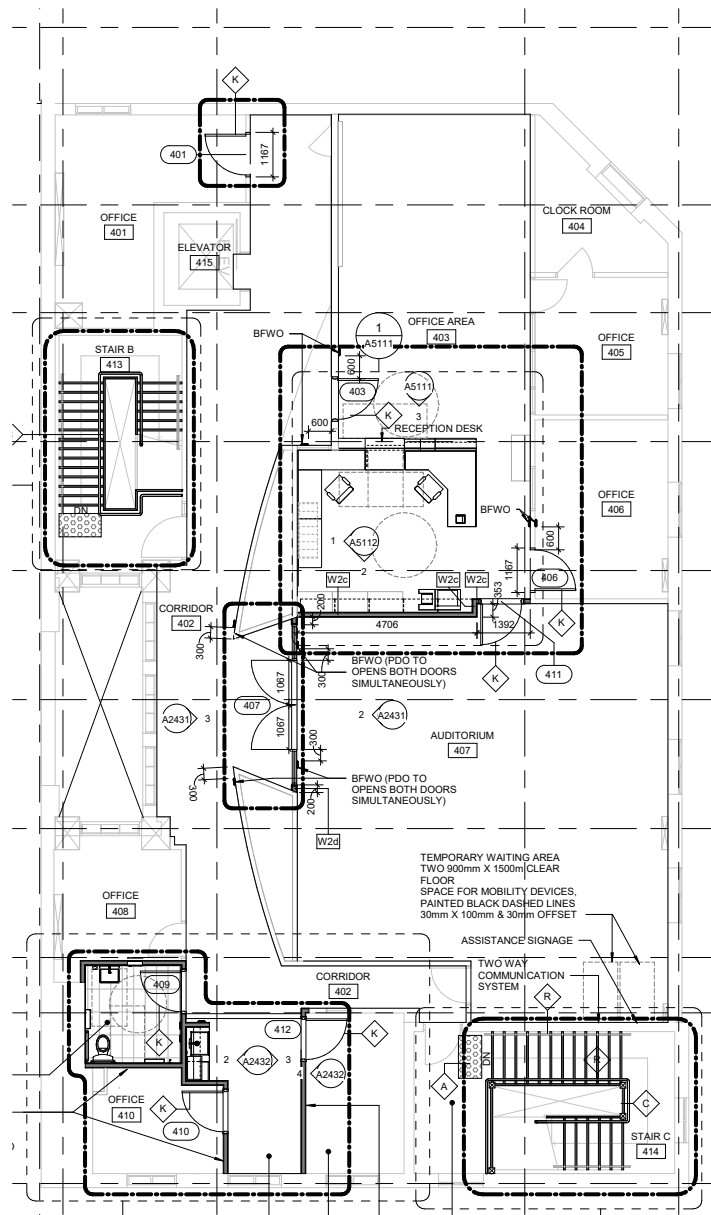 K
401
1167
OFFICE
401
ELEVATOR
415
CLOCK ROOM
404
BFWO
1
A5111
OFFICE AREA
403
OFFICE
405
STAIR B
413
600
403
A5111
3
K
600
RECEPTION DESK
BFWO
OFFICE
406
DN
1
A5112
2
600
1167
406
W2c
W2c
W2c
353
K
CORRIDOR
402
200
4706
1392
300
300
K
411
BFWO (PDO TO
OPENS BOTH DOORS
SIMULTANEOUSLY)
1067
407
1067
A2431
3
2
A2431
AUDITORIUM
407
300
300
BFWO (PDO TO
OPENS BOTH DOORS
SIMULTANEOUSLY)
200
W2d
TEMPORARY WAITING AREA
TWO 900mm X 1500m CLEAR
FLOOR
SPACE FOR MOBILITY DEVICES,
PAINTED BLACK DASHED LINES
30mm X 100mm & 30mm OFFSET
OFFICE
408
ASSISTANCE SIGNAGE
TWO WAY
COMMUNICATION
SYSTEM
CORRIDOR
402
409
R
412
K
K
DN
R
2
A2432
3
4
A2432
A
OFFICE
410
K
410
C
STAIR C
414